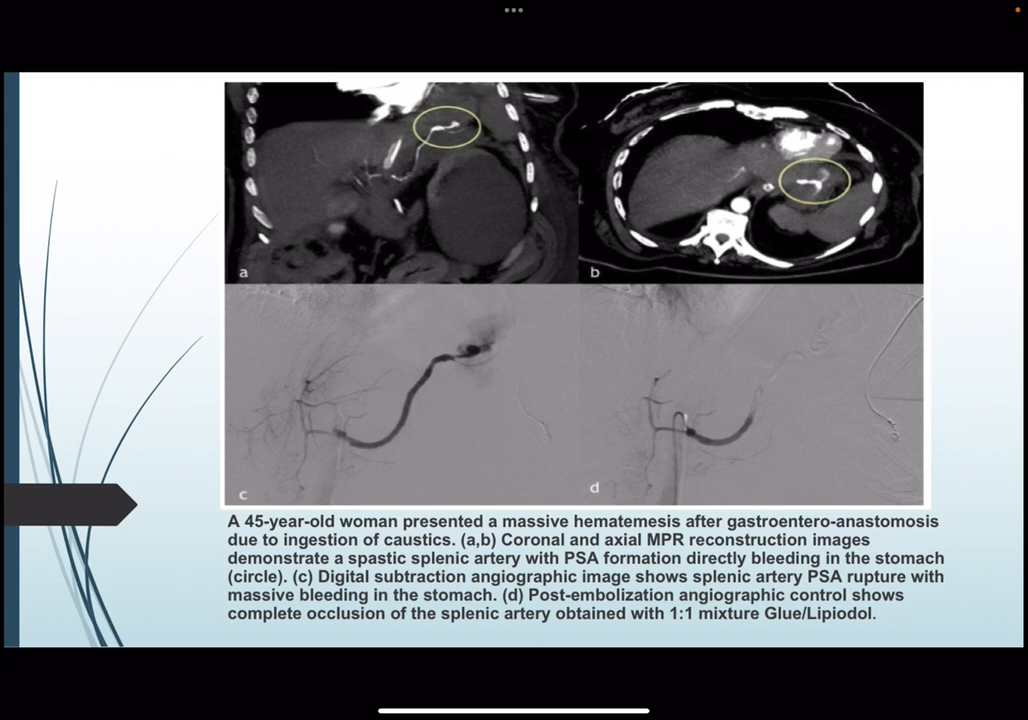 a
b
c
d
A 45-year-old woman presented a massive hematemesis after gastroentero-anastomosis
due to ingestion of caustics. (a,b) Coronal and axial MPR reconstruction images
demonstrate a spastic splenic artery with PSA formation directly bleeding in the stomach
(circle). (c) Digital subtraction angiographic image shows splenic artery PSA rupture with
massive bleeding in the stomach. (d) Post-embolization angiographic control shows
complete occlusion of the splenic artery obtained with 1:1 mixture Glue/Lipiodol.